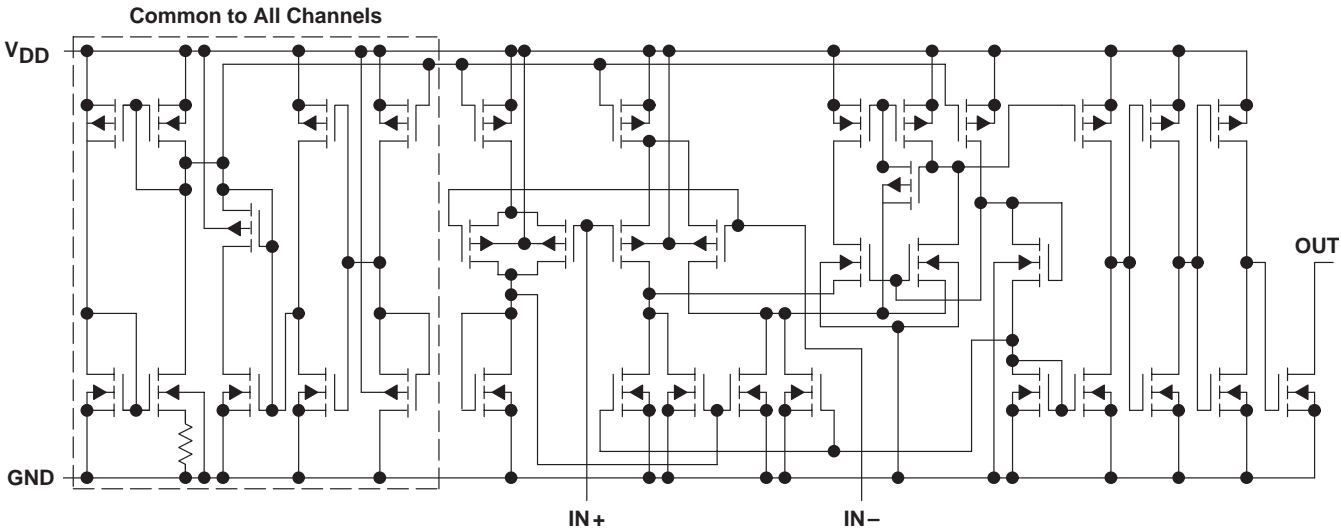 Common to All Channels
VDD
OUT
GND
IN+
IN−